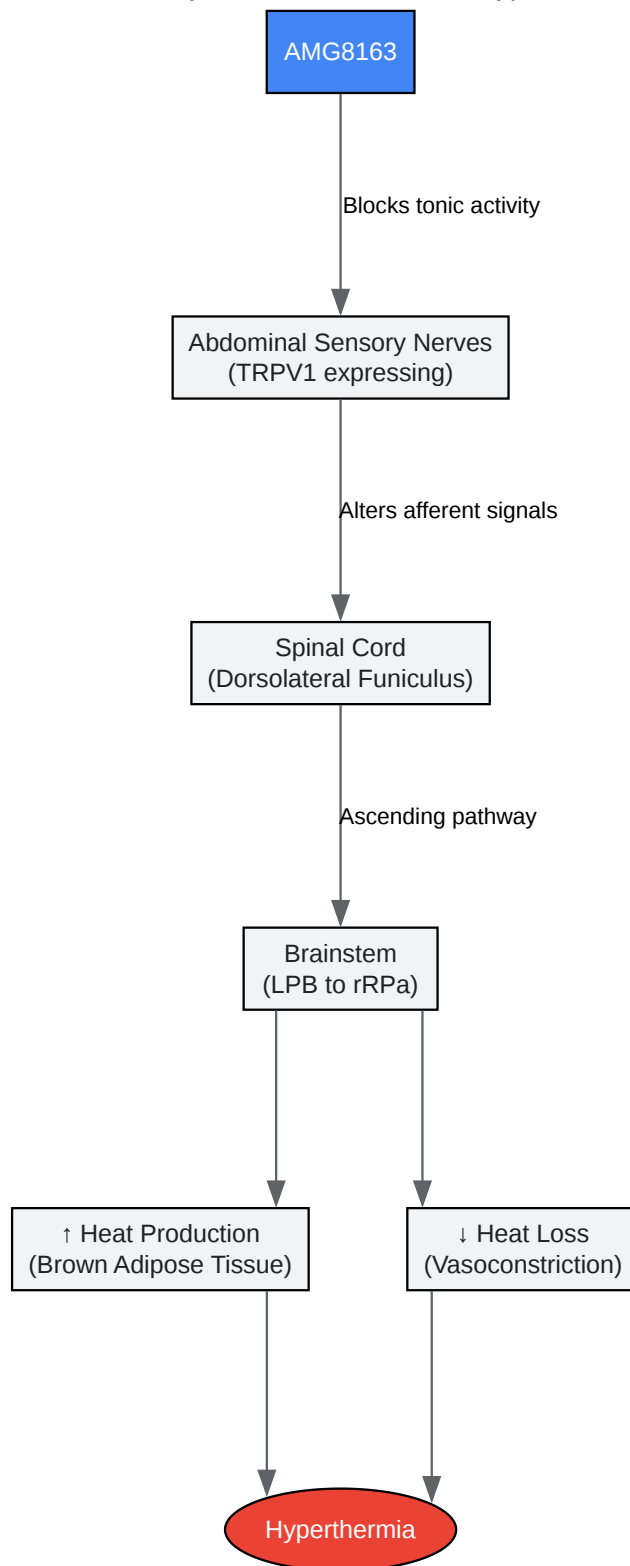 AMG8163
Blocks tonic activity
Abdominal Sensory Nerves
(TRPV1 expressing)
Alters afferent signals
Spinal Cord
(Dorsolateral Funiculus)
Ascending pathway
Brainstem
(LPB to rRPa)
↑ Heat Production
(Brown Adipose Tissue)
↓ Heat Loss
(Vasoconstriction)
Hyperthermia